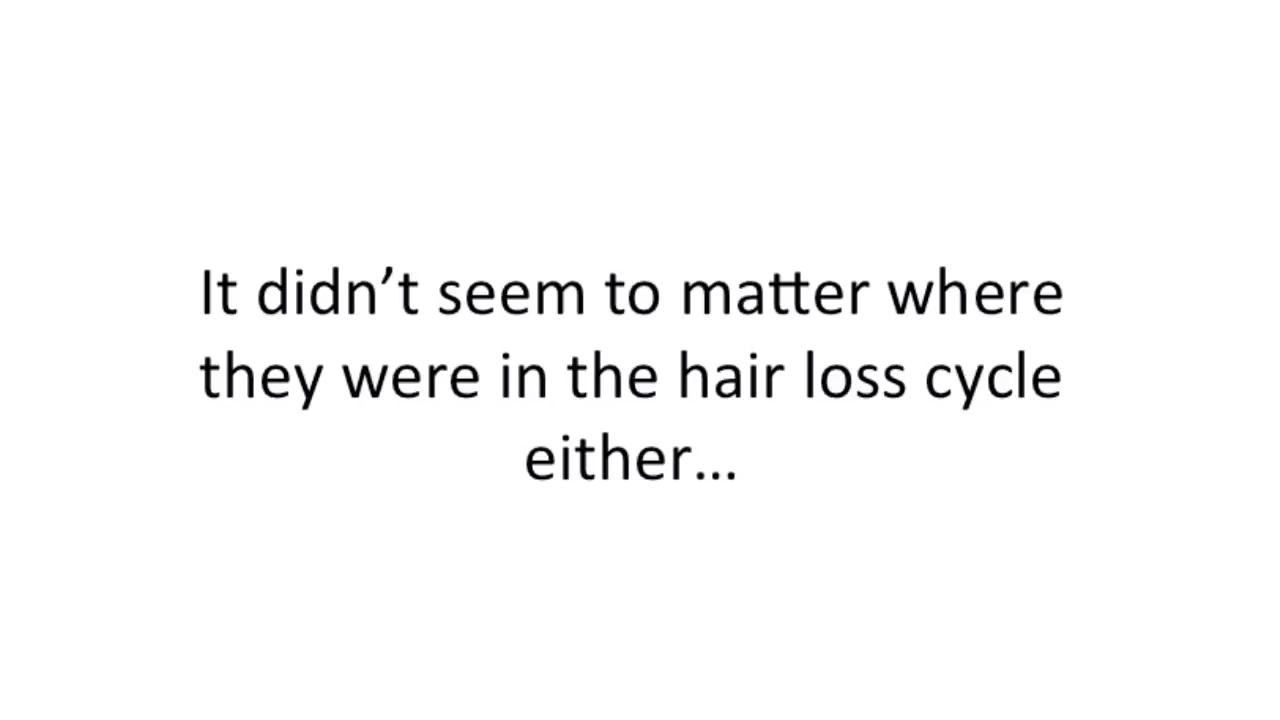 It didn’t seem to matter where
they were in the hair loss cycle
either…